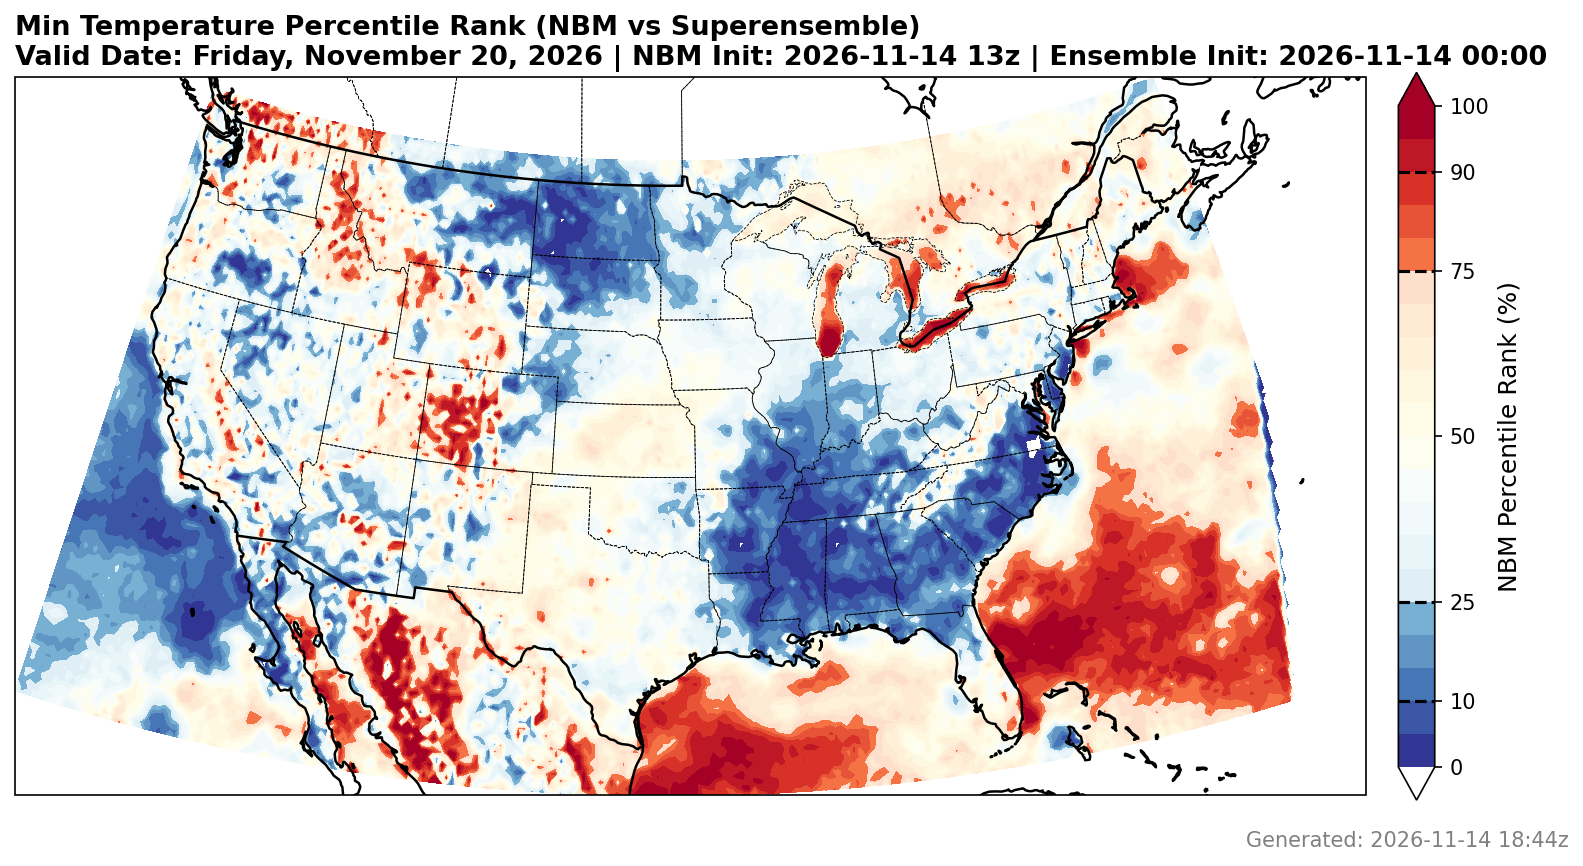 Min Temperature Percentile Rank (NBM vs Superensemble)
Valid Date: Friday, November 20, 2026 | NBM Init: 2026-11-14 13z | Ensemble Init: 2026-11-14 00:00
100
90
75
50
25
10
0
NBM Percentile Rank (%)
Generated: 2026-11-14 18:44z